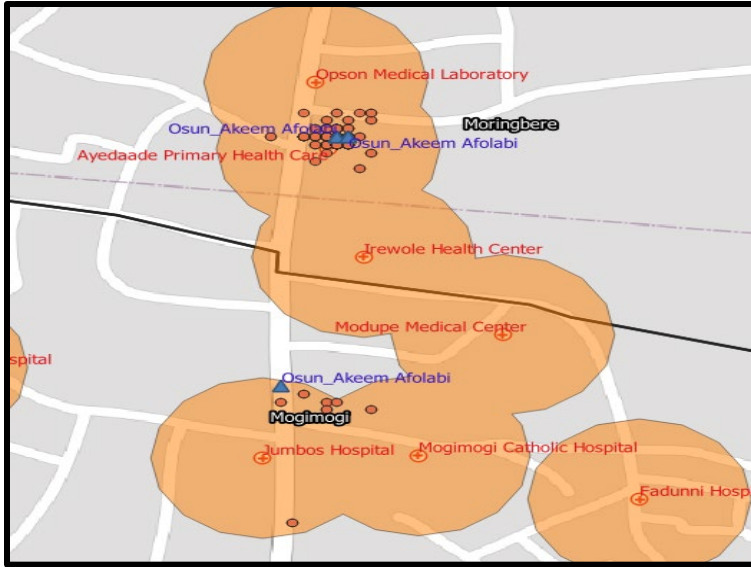 Opson Medical Laboratory
Moringbere
Osun_Akeem Afolabi
Osun_Akeem Afolabi
Ayedaade Primary Health Care
Irewole Health Center
Modupe Medical Center
spital
Osun_Akeem Afolabi
Mogimogi
Jumbos Hospital
Mogimogi Catholic Hospital
Fadunni Hosp